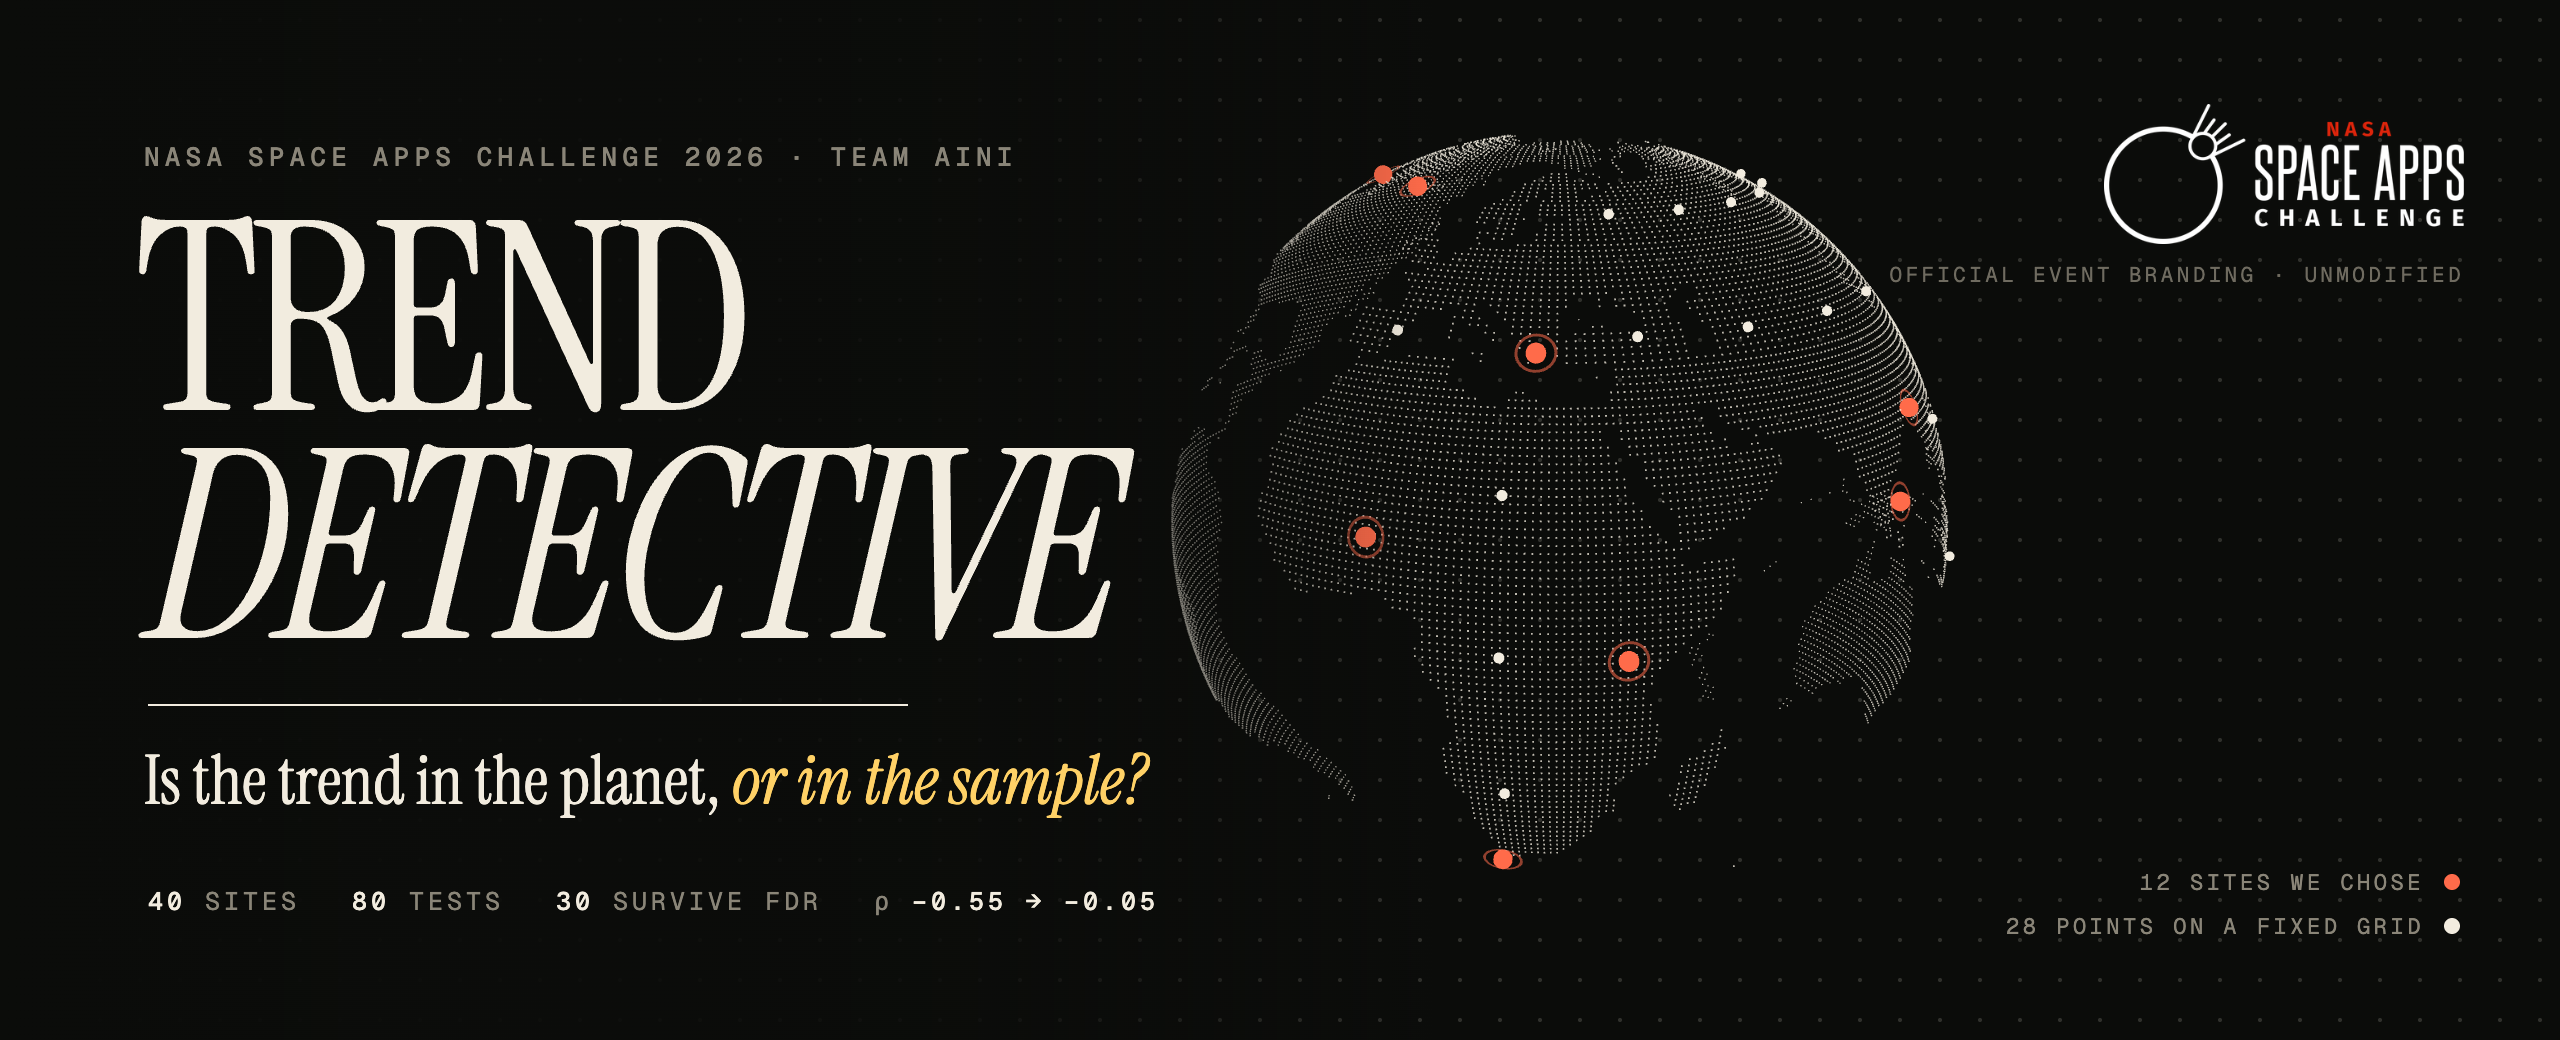 NASA SPACE APPS CHALLENGE 2026 · TEAM AINI
TREND
DETECTIVE
Is the trend in the planet, or in the sample?
40 SITES 80 TESTS 30 SURVIVE FDR ρ −0.55 → −0.05
NASA
SPACE APPS
CHALLENGE
OFFICIAL EVENT BRANDING · UNMODIFIED
12 SITES WE CHOSE
28 POINTS ON A FIXED GRID